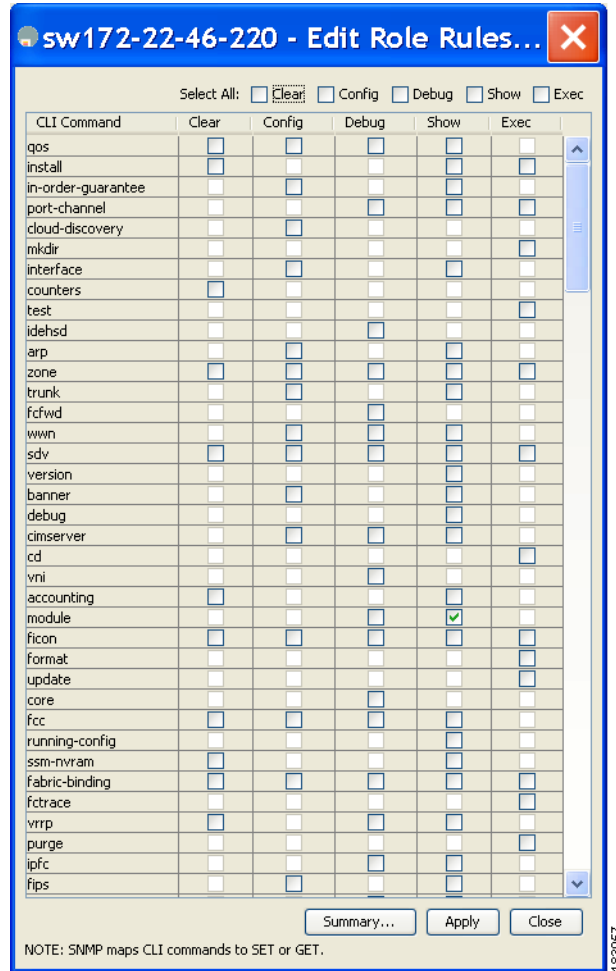 sw172-22-46-220 - Edit Role Rules...
Select All: Clear Config Debug Show Exec
CLI Command Clear Config Debug Show Exec
qos
install
in-order-guarantee
port-channel
cloud-discovery
mkdir
interface
counters
test
idehsd
arp
zone
trunk
fcfwd
wwn
sdv
version
banner
debug
cimserver
cd
vni
accounting
module
ficon
format
update
core
fcc
running-config
ssm-nvram
fabric-binding
fctrace
vrrp
purge
ipfc
fips
Summary... Apply Close
NOTE: SNMP maps CLI commands to SET or GET.